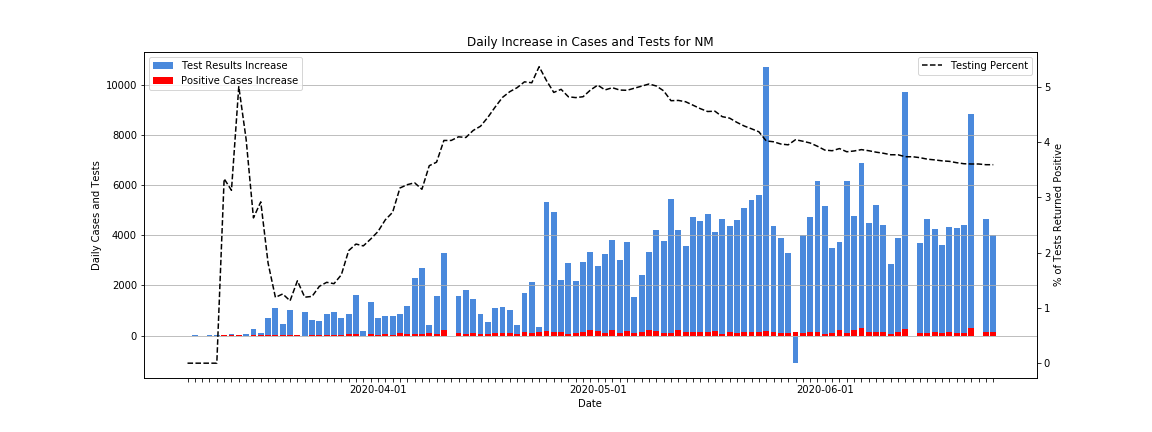 Daily Increase in Cases and Tests for NM
Test Results Increase
Positive Cases Increase
Testing Percent
10000
8000
6000
4000
2000
0
Daily Cases and Tests
5
4
3
2
1
0
% of Tests Returned Positive
2020-04-01
2020-05-01
2020-06-01
Date